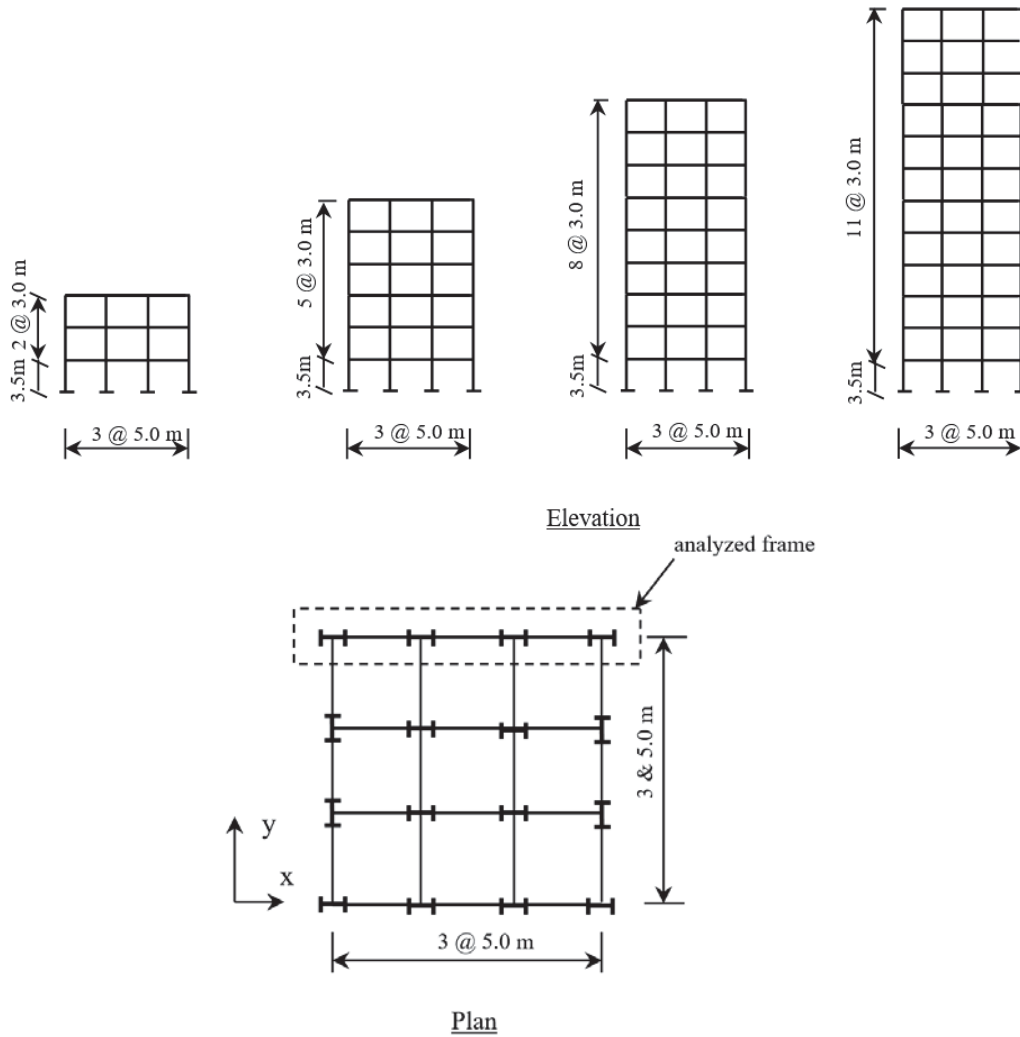 2 @ 3.0 m
3.5m
3 @ 5.0 m
5 @ 3.0 m
3.5m
3 @ 5.0 m
8 @ 3.0 m
3.5m
3 @ 5.0 m
11 @ 3.0 m
3.5m
3 @ 5.0 m
Elevation
analyzed frame
3 & 5.0 m
y
x
3 @ 5.0 m
Plan